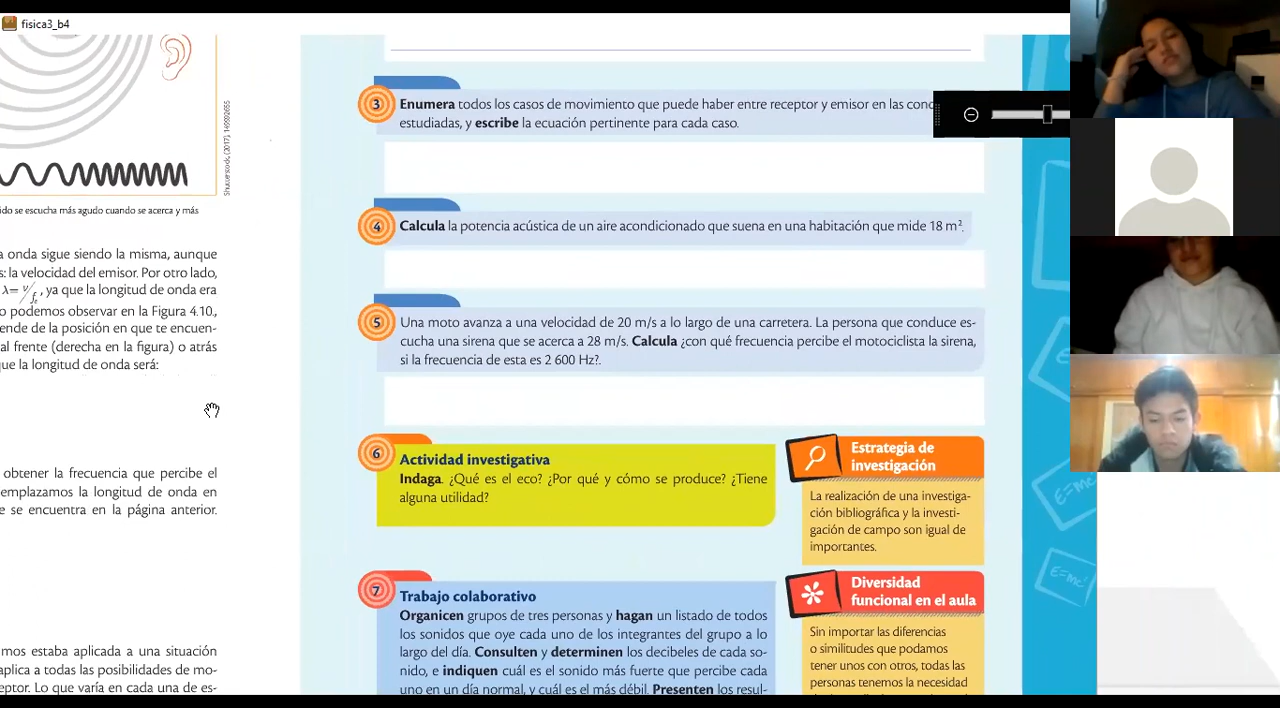 fisica3_b4
Shutterstock, (2017), 149993655
ido se escucha más agudo cuando se acerca y más
a onda sigue siendo la misma, aunque
s: la velocidad del emisor. Por otro lado,
λ= v/fₑ, ya que la longitud de onda era
o podemos observar en la Figura 4.10.,
ende de la posición en que te encuen-
al frente (derecha en la figura) o atrás
que la longitud de onda será:
obtener la frecuencia que percibe el
emplazamos la longitud de onda en
e se encuentra en la página anterior.
mos estaba aplicada a una situación
aplica a todas las posibilidades de mo-
eptor. Lo que varía en cada una de es-
3 Enumera todos los casos de movimiento que puede haber entre receptor y emisor en las cond
estudiadas, y escribe la ecuación pertinente para cada caso.
4 Calcula la potencia acústica de un aire acondicionado que suena en una habitación que mide 18 m².
5 Una moto avanza a una velocidad de 20 m/s a lo largo de una carretera. La persona que conduce es-
cucha una sirena que se acerca a 28 m/s. Calcula ¿con qué frecuencia percibe el motociclista la sirena,
si la frecuencia de esta es 2 600 Hz?.
6 Actividad investigativa
Indaga. ¿Qué es el eco? ¿Por qué y cómo se produce? ¿Tiene
alguna utilidad?
Estrategia de
investigación
La realización de una investiga-
ción bibliográfica y la investi-
gación de campo son igual de
importantes.
7 Trabajo colaborativo
Organicen grupos de tres personas y hagan un listado de todos
los sonidos que oye cada uno de los integrantes del grupo a lo
largo del día. Consulten y determinen los decibeles de cada so-
nido, e indiquen cuál es el sonido más fuerte que percibe cada
uno en un día normal, y cuál es el más débil. Presenten los resul-
Diversidad
funcional en el aula
Sin importar las diferencias
o similitudes que podamos
tener unos con otros, todas las
personas tenemos la necesidad
E=mc²
E=mc²